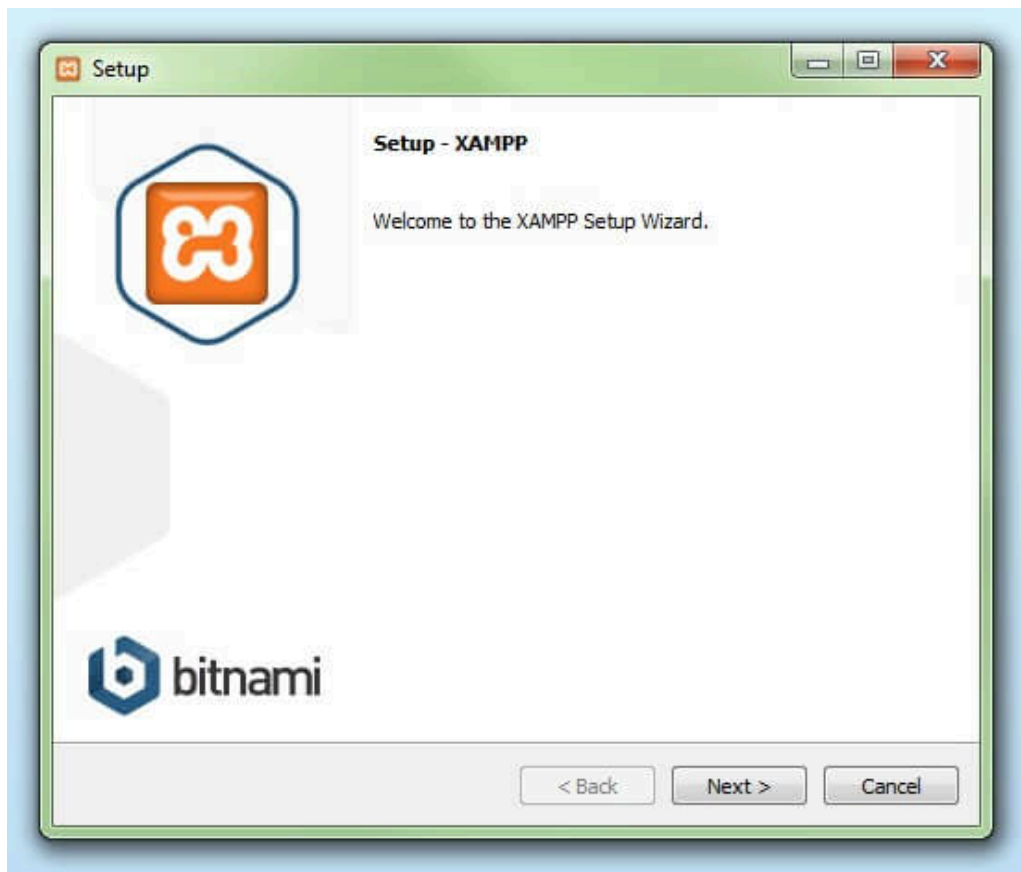 Setup
Setup - XAMPP
Welcome to the XAMPP Setup Wizard.
bitnami
< Back Next > Cancel